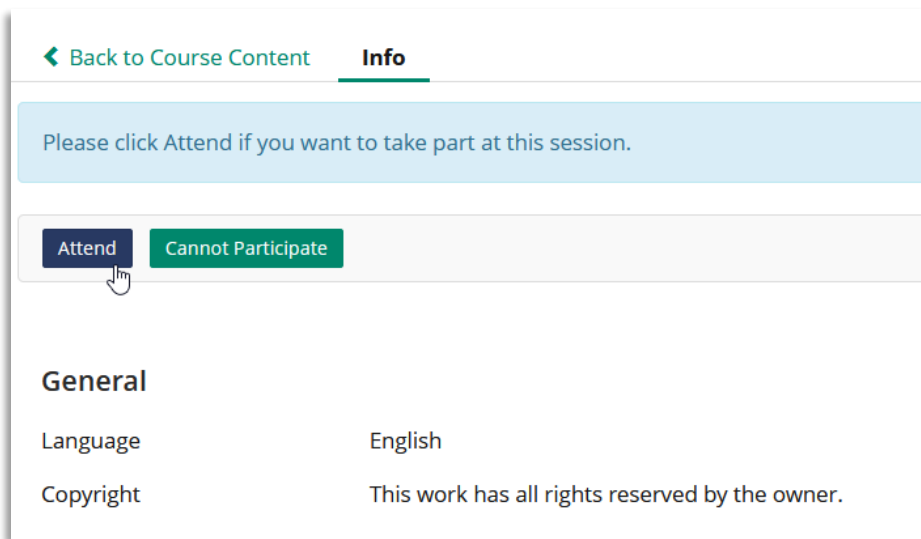 Back to Course Content Info
Please click Attend if you want to take part at this session.
Attend Cannot Participate
General
Language English
Copyright This work has all rights reserved by the owner.